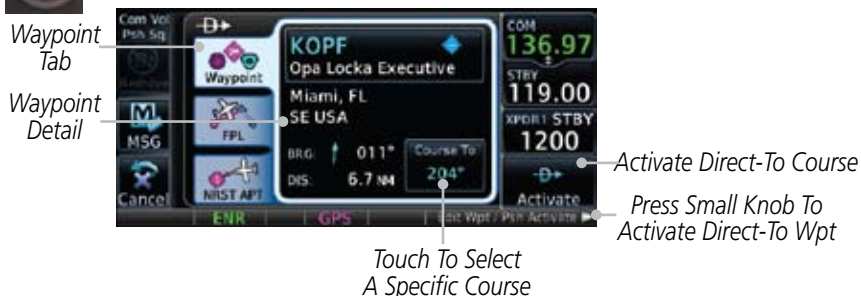 Waypoint
Tab
Waypoint
Detail
Com Vol
Psh Sq
MSG
Cancel
Waypoint
FPL
NRST APT
KOPF
Opa Locka Executive
Miami, FL
SE USA
BRG: 011°
DIS: 6.7 NM
Course To
204°
COM
136.97
STBY
119.00
XPDR1 STBY
1200
Activate
ENR
GPS
Edit Wpt / Psh Activate
Activate Direct-To Course
Press Small Knob To
Activate Direct-To Wpt
Touch To Select
A Specific Course